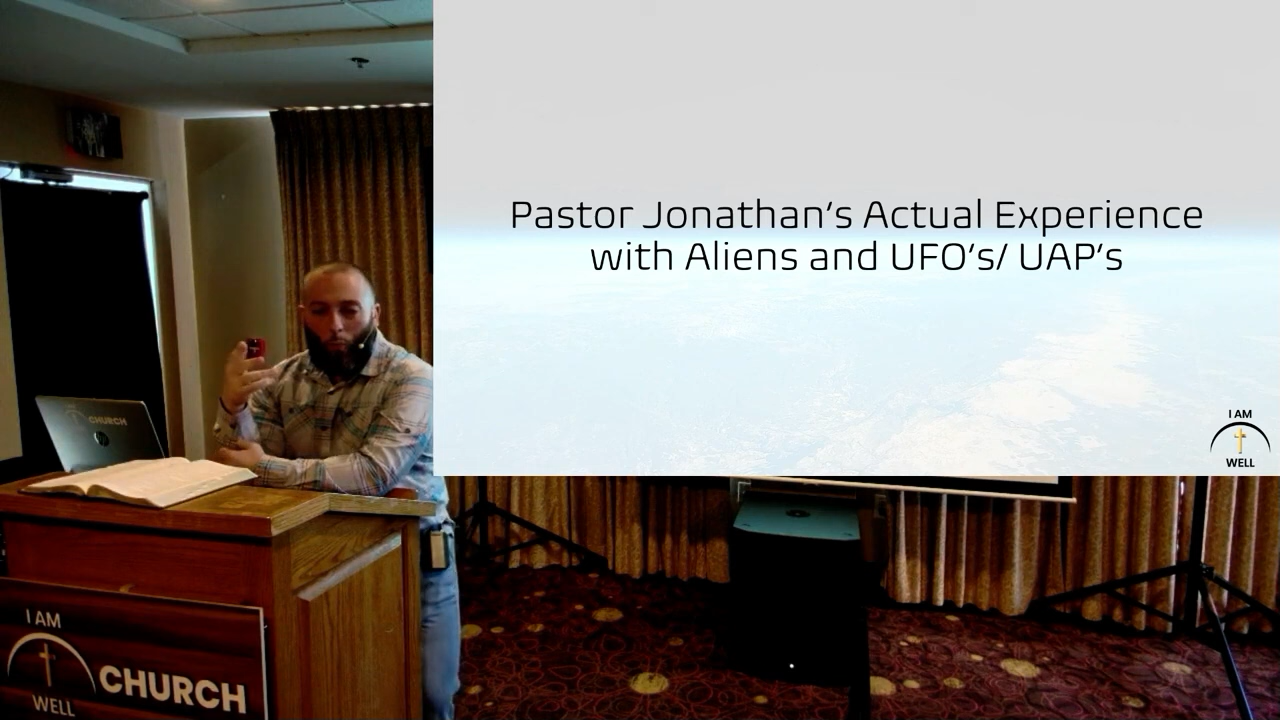 Pastor Jonathan's Actual Experience
with Aliens and UFO's/ UAP's
I AM
WELL
CHURCH
I AM
CHURCH
WELL